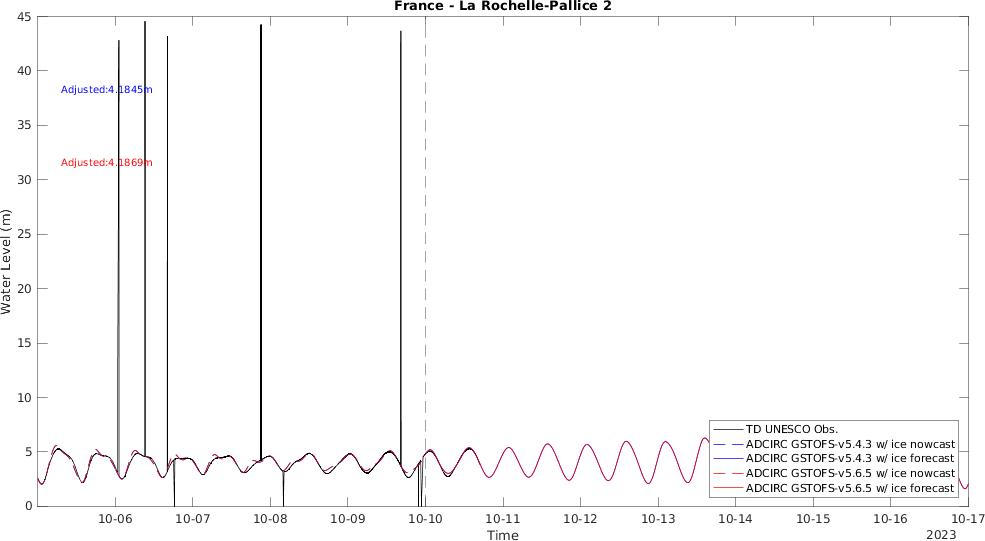 France - La Rochelle-Pallice 2
45
40
35
30
25
20
15
10
5
0
Water Level (m)
Adjusted:4.1845m
Adjusted:4.1869m
TD UNESCO Obs.
ADCIRC GSTOFS-v5.4.3 w/ ice nowcast
ADCIRC GSTOFS-v5.4.3 w/ ice forecast
ADCIRC GSTOFS-v5.6.5 w/ ice nowcast
ADCIRC GSTOFS-v5.6.5 w/ ice forecast
10-06 10-07 10-08 10-09 10-10 10-11 10-12 10-13 10-14 10-15 10-16 10-17
Time
2023